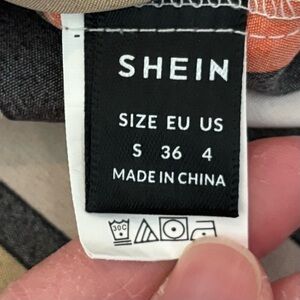 SHEIN
SIZE EU US
S 36 4
MADE IN CHINA
30C